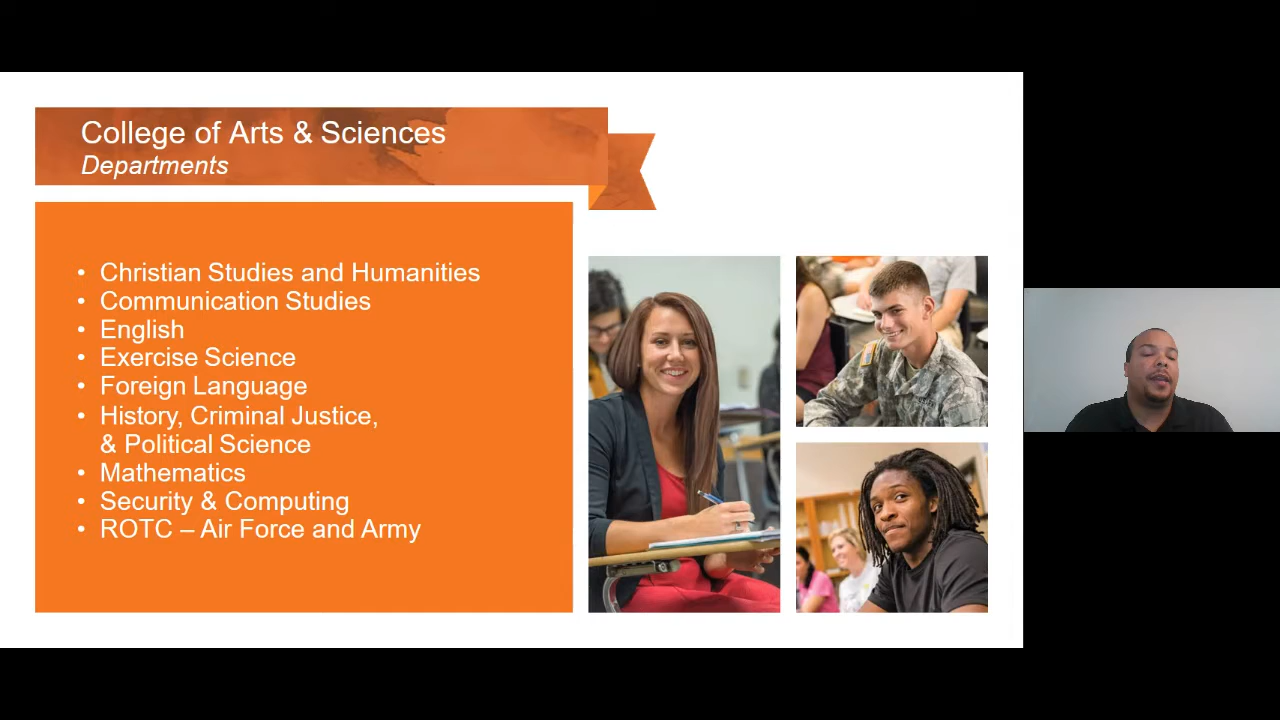 College of Arts & Sciences
Departments
• Christian Studies and Humanities
• Communication Studies
• English
• Exercise Science
• Foreign Language
• History, Criminal Justice,
& Political Science
• Mathematics
• Security & Computing
• ROTC – Air Force and Army